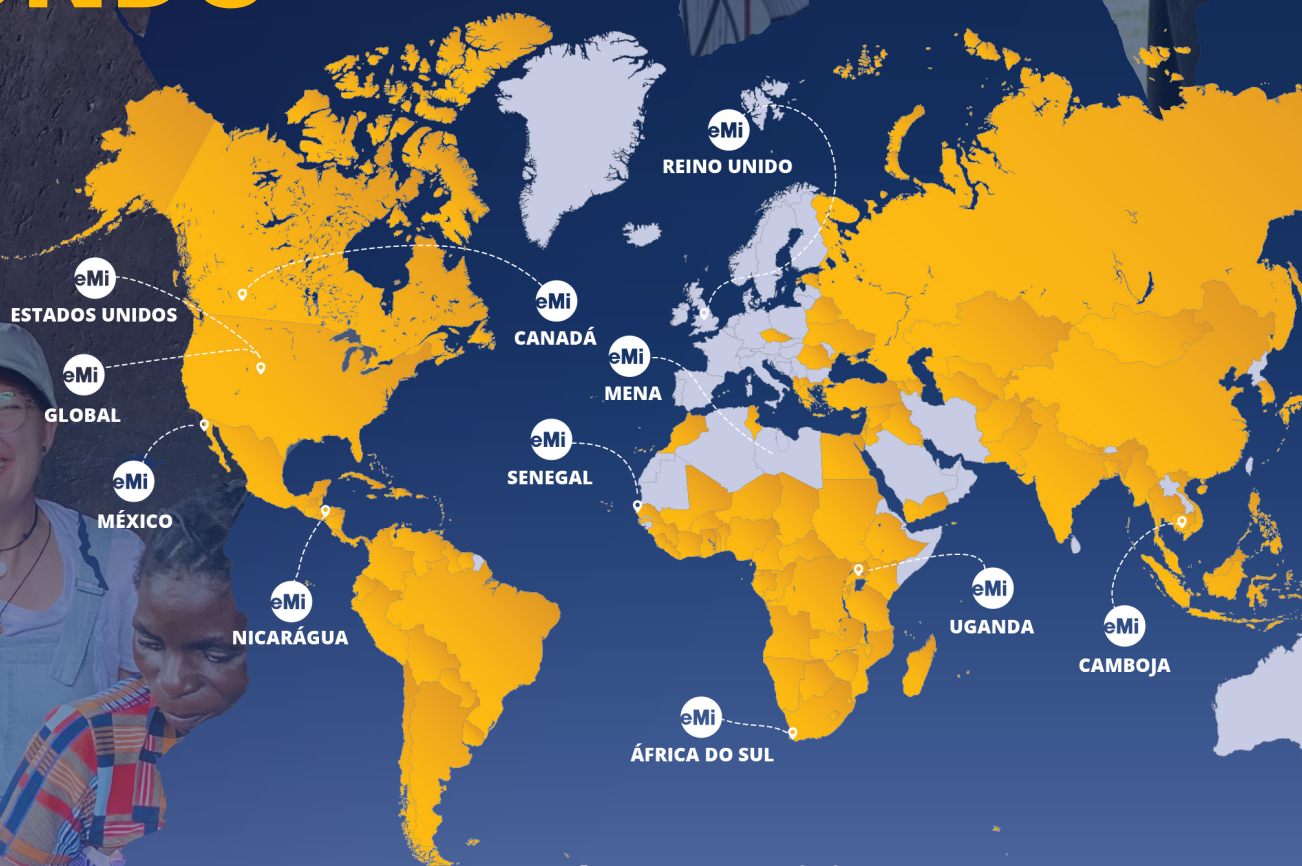 eMi
REINO UNIDO
eMi
ESTADOS UNIDOS
eMi
CANADÁ
eMi
MENA
eMi
GLOBAL
eMi
SENEGAL
eMi
MÉXICO
eMi
NICARÁGUA
eMi
UGANDA
eMi
CAMBOJA
eMi
ÁFRICA DO SUL